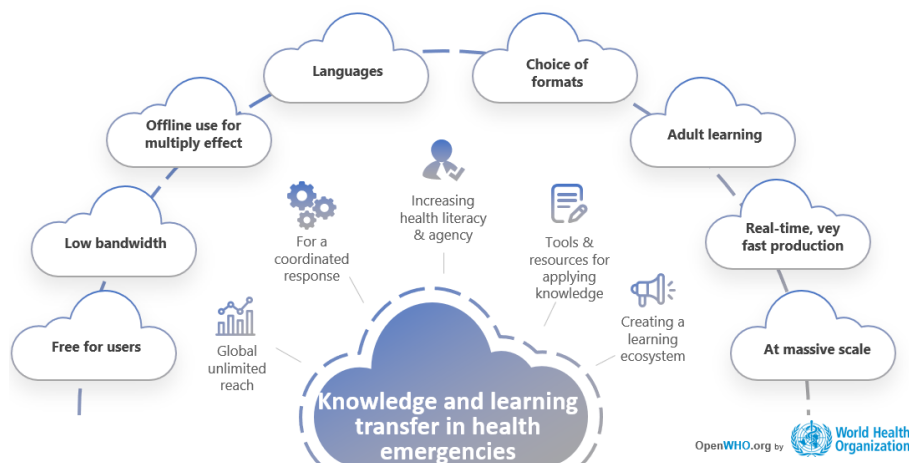 Languages
Choice of
formats
Offline use for
multiply effect
Adult learning
Increasing
health literacy
& agency
Low bandwidth
For a
coordinated
response
Tools &
resources for
applying
knowledge
Real-time, vey
fast production
Free for users
Global
unlimited
reach
Creating a
learning
ecosystem
At massive scale
Knowledge and learning
transfer in health
emergencies
OpenWHO.org by
World Health
Organization